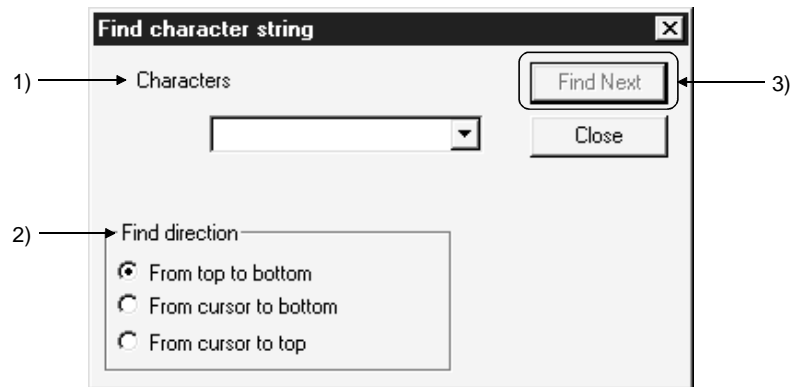 Find character string
1) Characters Find Next 3)
Close
2) Find direction
From top to bottom
From cursor to bottom
From cursor to top